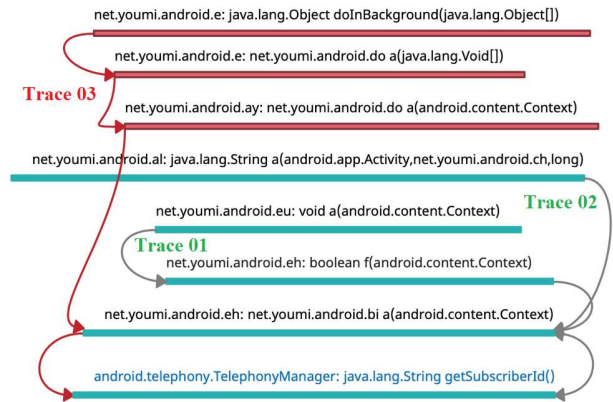 net.youmi.android.e: java.lang.Object doInBackground(java.lang.Object[])
net.youmi.android.e: net.youmi.android.do a(java.lang.Void[])
Trace 03
net.youmi.android.ay: net.youmi.android.do a(android.content.Context)
net.youmi.android.al: java.lang.String a(android.app.Activity,net.youmi.android.ch,long)
Trace 02
net.youmi.android.eu: void a(android.content.Context)
Trace 01
net.youmi.android.eh: boolean f(android.content.Context)
net.youmi.android.eh: net.youmi.android.bi a(android.content.Context)
android.telephony.TelephonyManager: java.lang.String getSubscriberId()